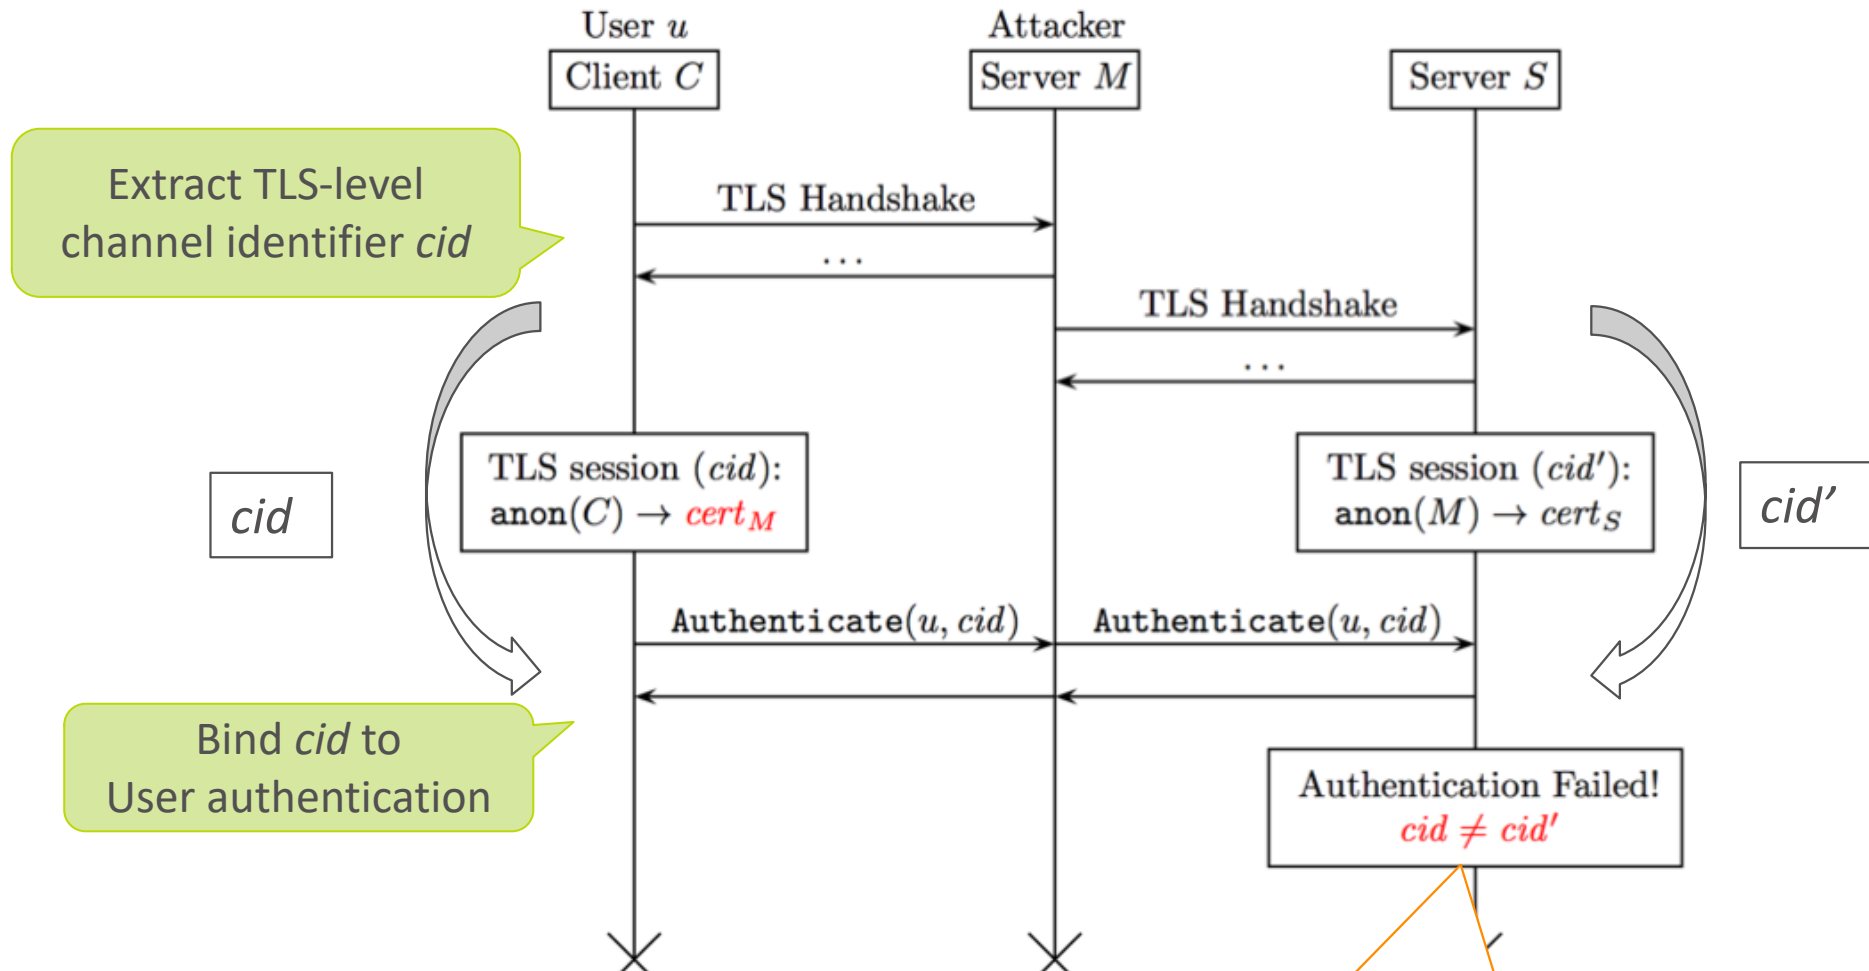 User u
Attacker
Client C
Server M
Server S
Extract TLS-level
channel identifier cid
TLS Handshake
...
TLS Handshake
...
cid
TLS session (cid):
anon(C) → cert_M
TLS session (cid′):
anon(M) → cert_S
cid’
Authenticate(u, cid)
Authenticate(u, cid)
Bind cid to
User authentication
Authentication Failed!
cid ≠ cid′